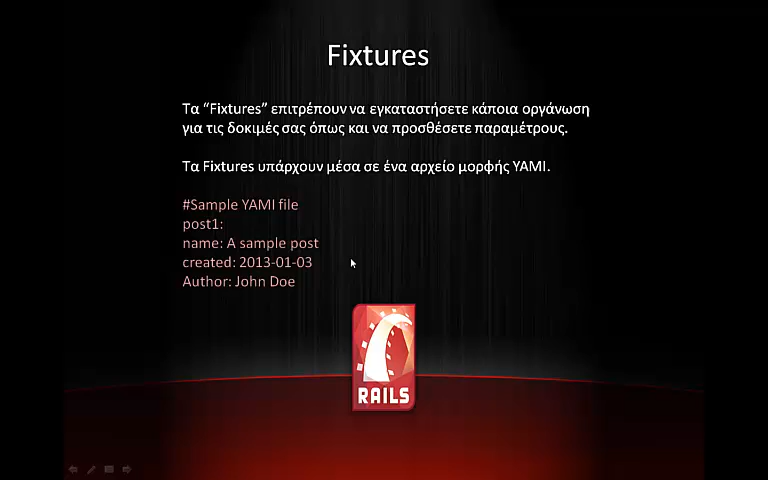 Fixtures
Τα “Fixtures” επιτρέπουν να εγκαταστήσετε κάποια οργάνωση
για τις δοκιμές σας όπως και να προσθέσετε παραμέτρους.
Τα Fixtures υπάρχουν μέσα σε ένα αρχείο μορφής YAMI.
#Sample YAMI file
post1:
name: A sample post
created: 2013-01-03
Author: John Doe
RAILS